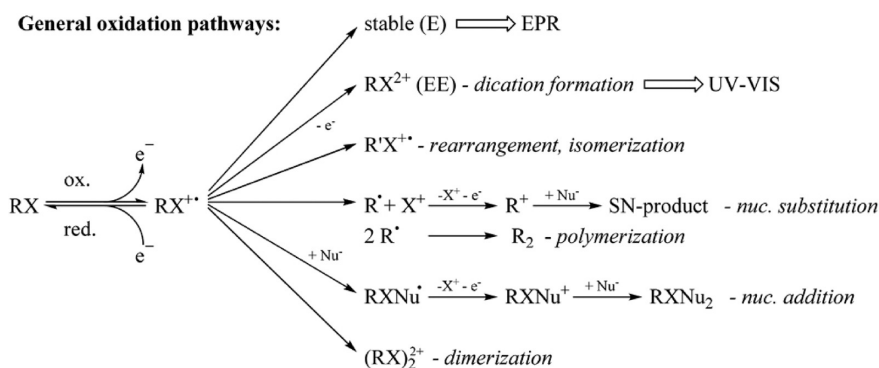 General oxidation pathways:
stable (E) ⟹ EPR
RX²⁺ (EE) - dication formation ⟹ UV-VIS
- e⁻
R'X⁺• - rearrangement, isomerization
e⁻
ox.
RX RX⁺•
red.
e⁻
R• + X⁺ -X⁺ - e⁻ R⁺ + Nu⁻ SN-product - nuc. substitution
2 R• R₂ - polymerization
+ Nu⁻
RXNu• -X⁺ - e⁻ RXNu⁺ + Nu⁻ RXNu₂ - nuc. addition
(RX)₂²⁺ - dimerization